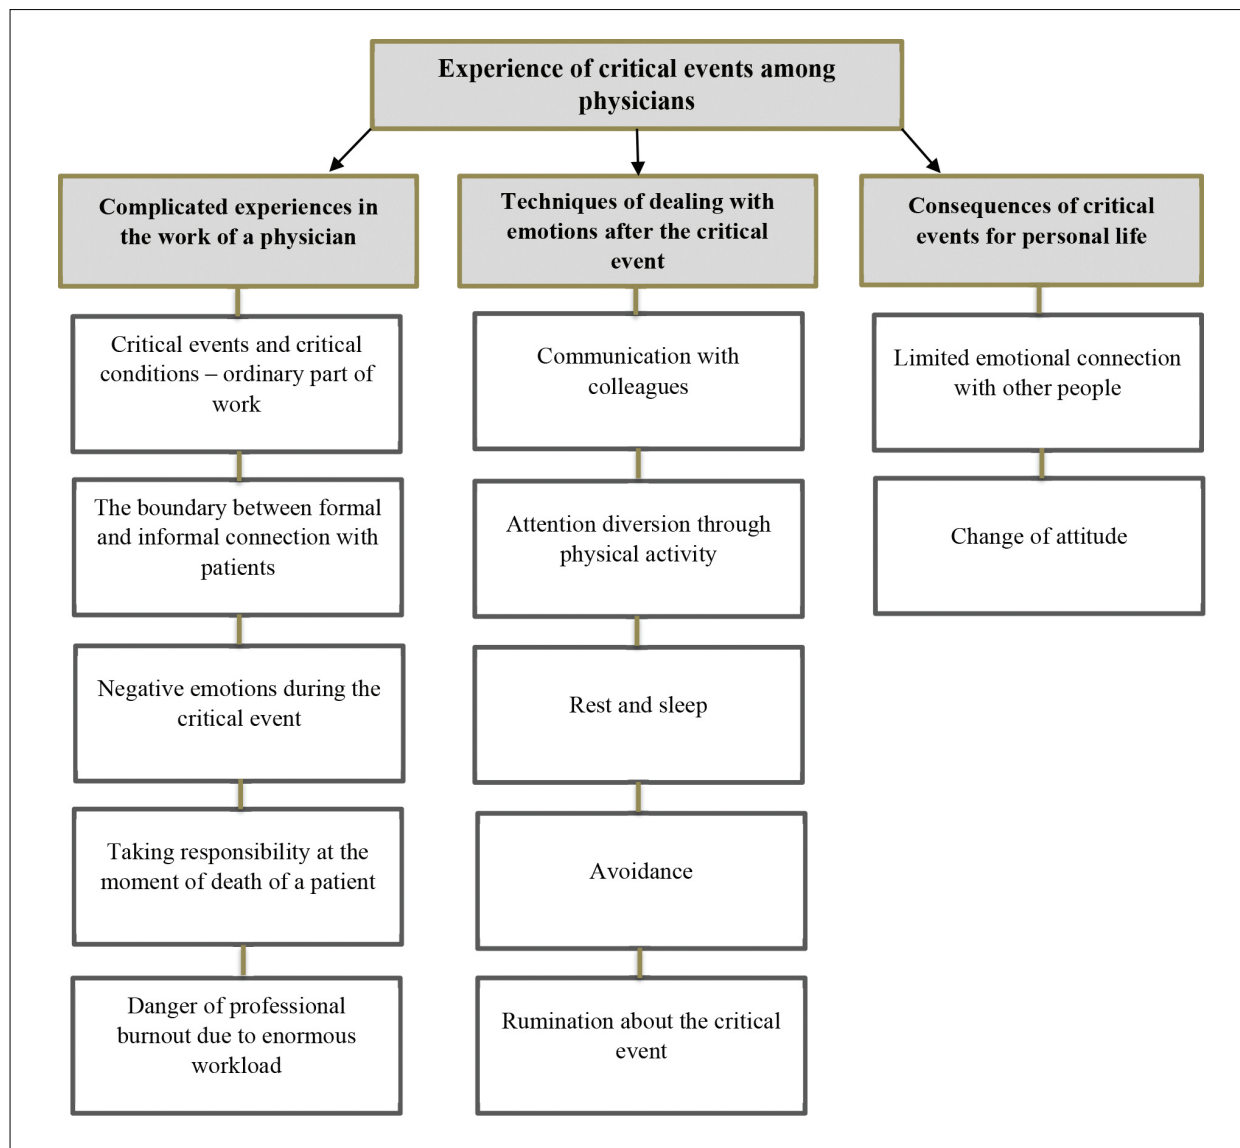 Experience of critical events among
physicians
Complicated experiences in
the work of a physician
Critical events and critical
conditions – ordinary part of
work
The boundary between formal
and informal connection with
patients
Negative emotions during the
critical event
Taking responsibility at the
moment of death of a patient
Danger of professional
burnout due to enormous
workload
Techniques of dealing with
emotions after the critical
event
Communication with
colleagues
Attention diversion through
physical activity
Rest and sleep
Avoidance
Rumination about the critical
event
Consequences of critical
events for personal life
Limited emotional connection
with other people
Change of attitude